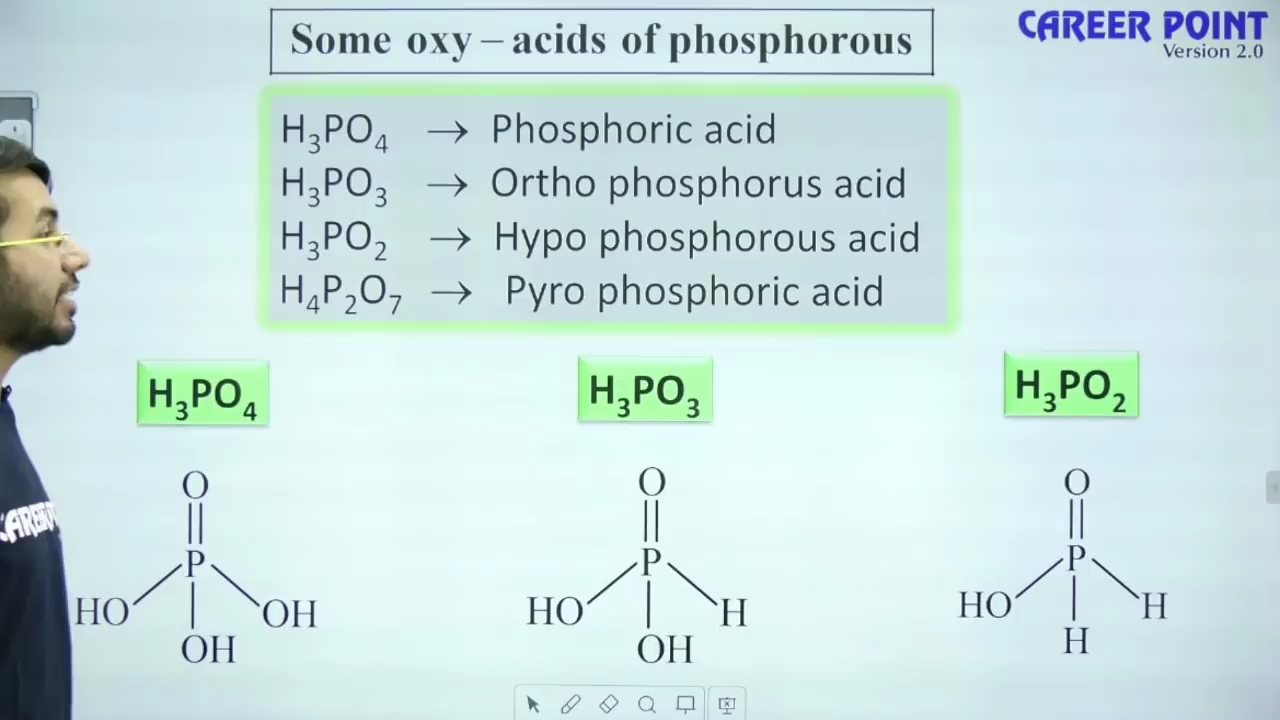 Some oxy – acids of phosphorous
CAREER POINT
Version 2.0
H₃PO₄ → Phosphoric acid
H₃PO₃ → Ortho phosphorus acid
H₃PO₂ → Hypo phosphorous acid
H₄P₂O₇ → Pyro phosphoric acid
H₃PO₄
H₃PO₃
H₃PO₂
O
P
HO
OH
OH
O
P
HO
H
OH
O
P
HO
H
H